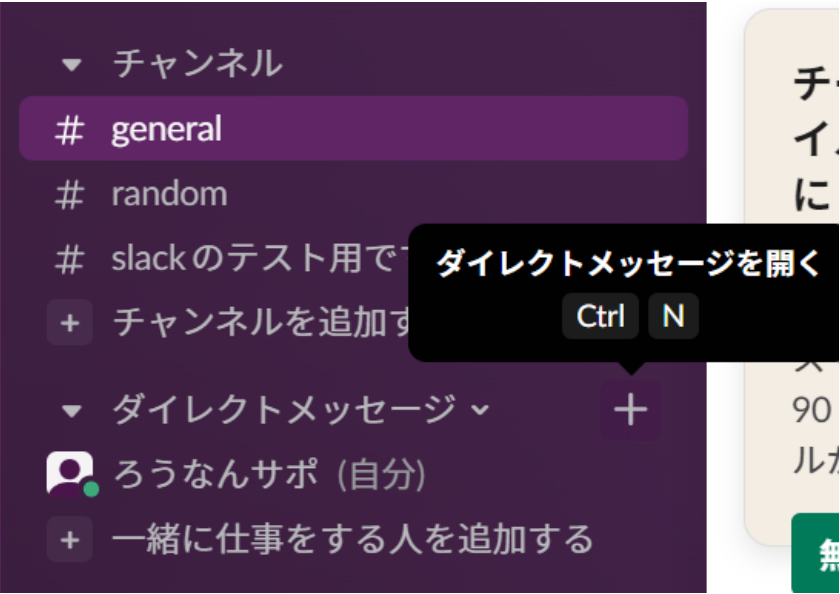 チャンネル
# general
# random
# slackのテスト用で
+ チャンネルを追加す
ダイレクトメッセージを開く
Ctrl N
ダイレクトメッセージ
+
ろうなんサポ (自分)
+ 一緒に仕事をする人を追加する
チ
イ
に
90
ル
無